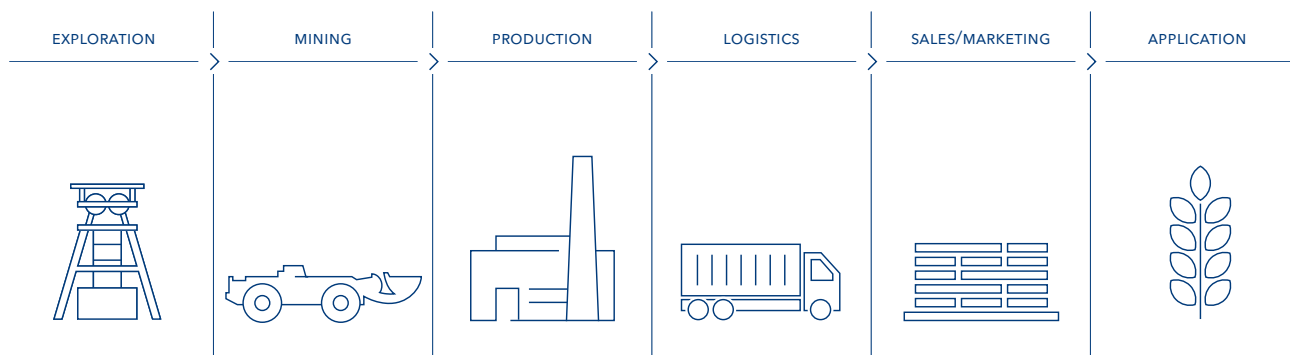 EXPLORATION
MINING
PRODUCTION
LOGISTICS
SALES/MARKETING
APPLICATION